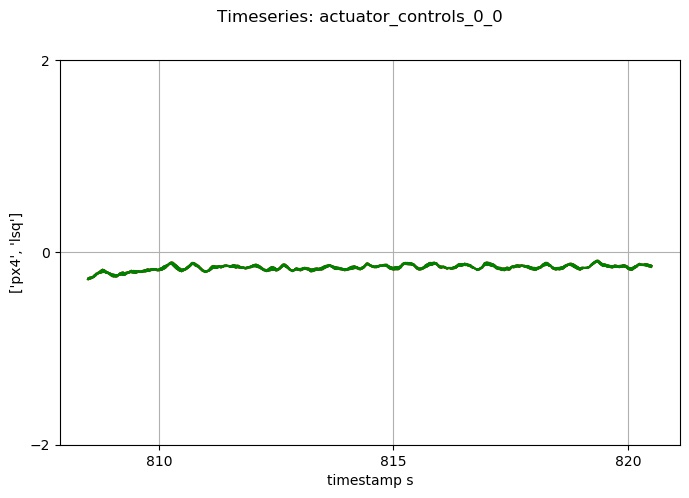 Timeseries: actuator_controls_0_0
2
0
−2
['px4', 'lsq']
810
815
820
timestamp s